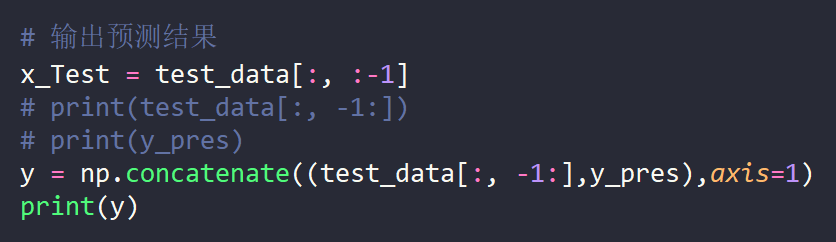 # 输出预测结果
x_Test = test_data[:, :-1]
# print(test_data[:, -1:])
# print(y_pres)
y = np.concatenate((test_data[:, -1:],y_pres),axis=1)
print(y)